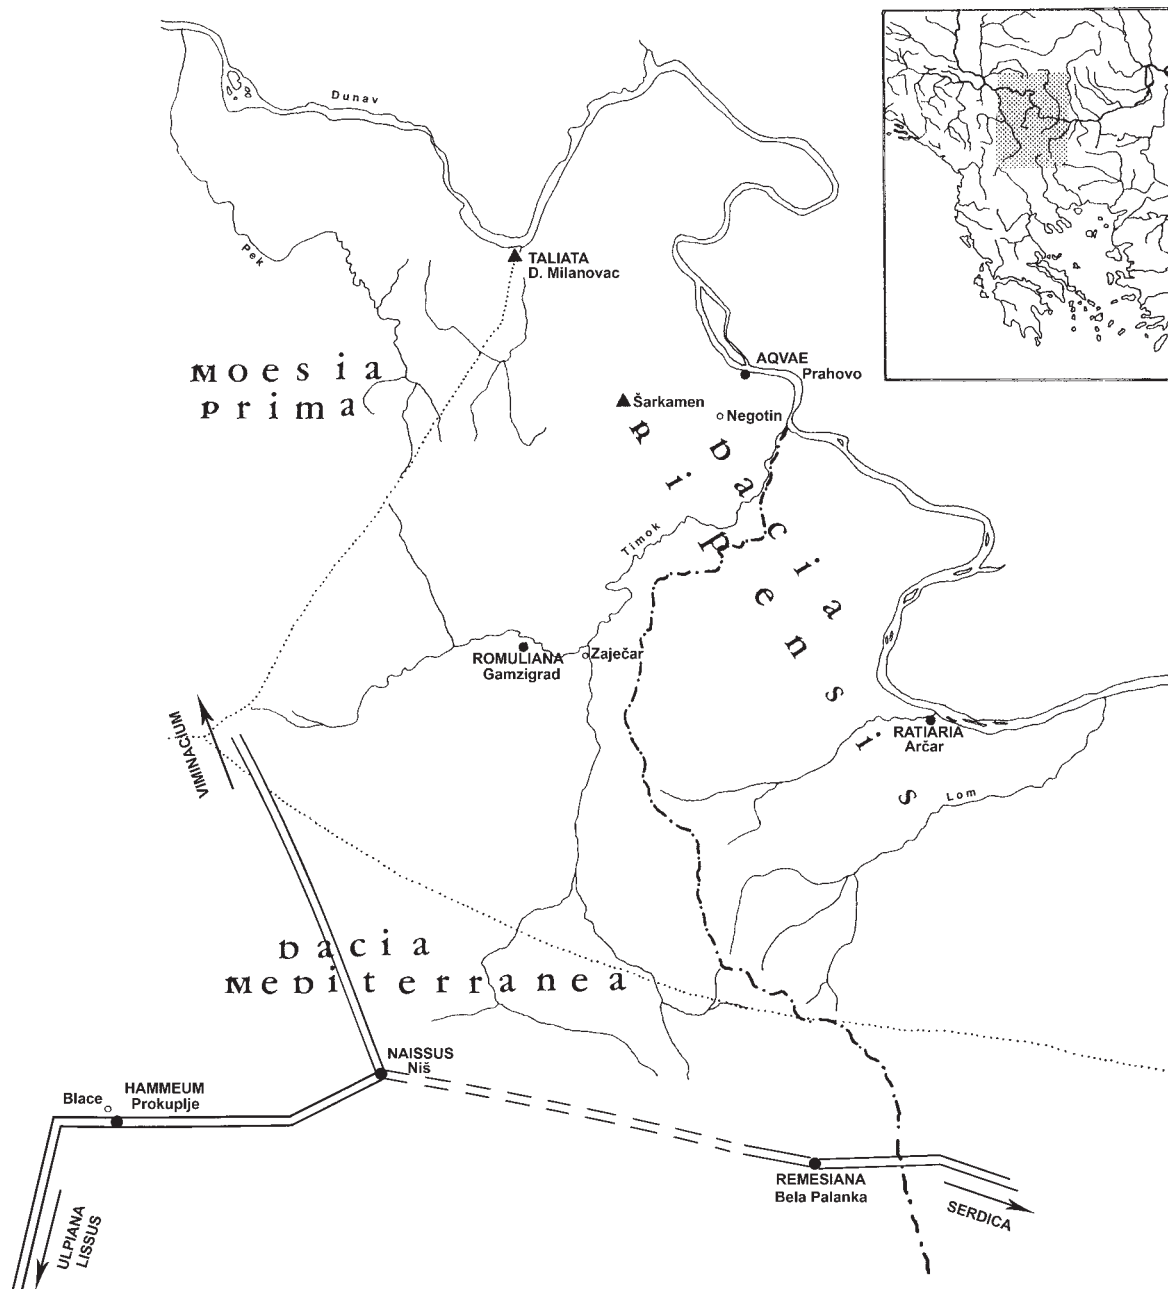 Dunav
Pek
TALIATA
D. Milanovac
MOESIA
PRIMA
AQVAE
Prahovo
Šarkamen
Negotin
DACIA
RIPENSIS
Timok
ROMULIANA
Gamzigrad
Zaječar
VIMINACIUM
RATIARIA
Arčar
Lom
DACIA
MEDITERRANEA
NAISSUS
Niš
Blace
HAMMEUM
Prokuplje
REMESIANA
Bela Palanka
SERDICA
ULPIANA
LISSUS